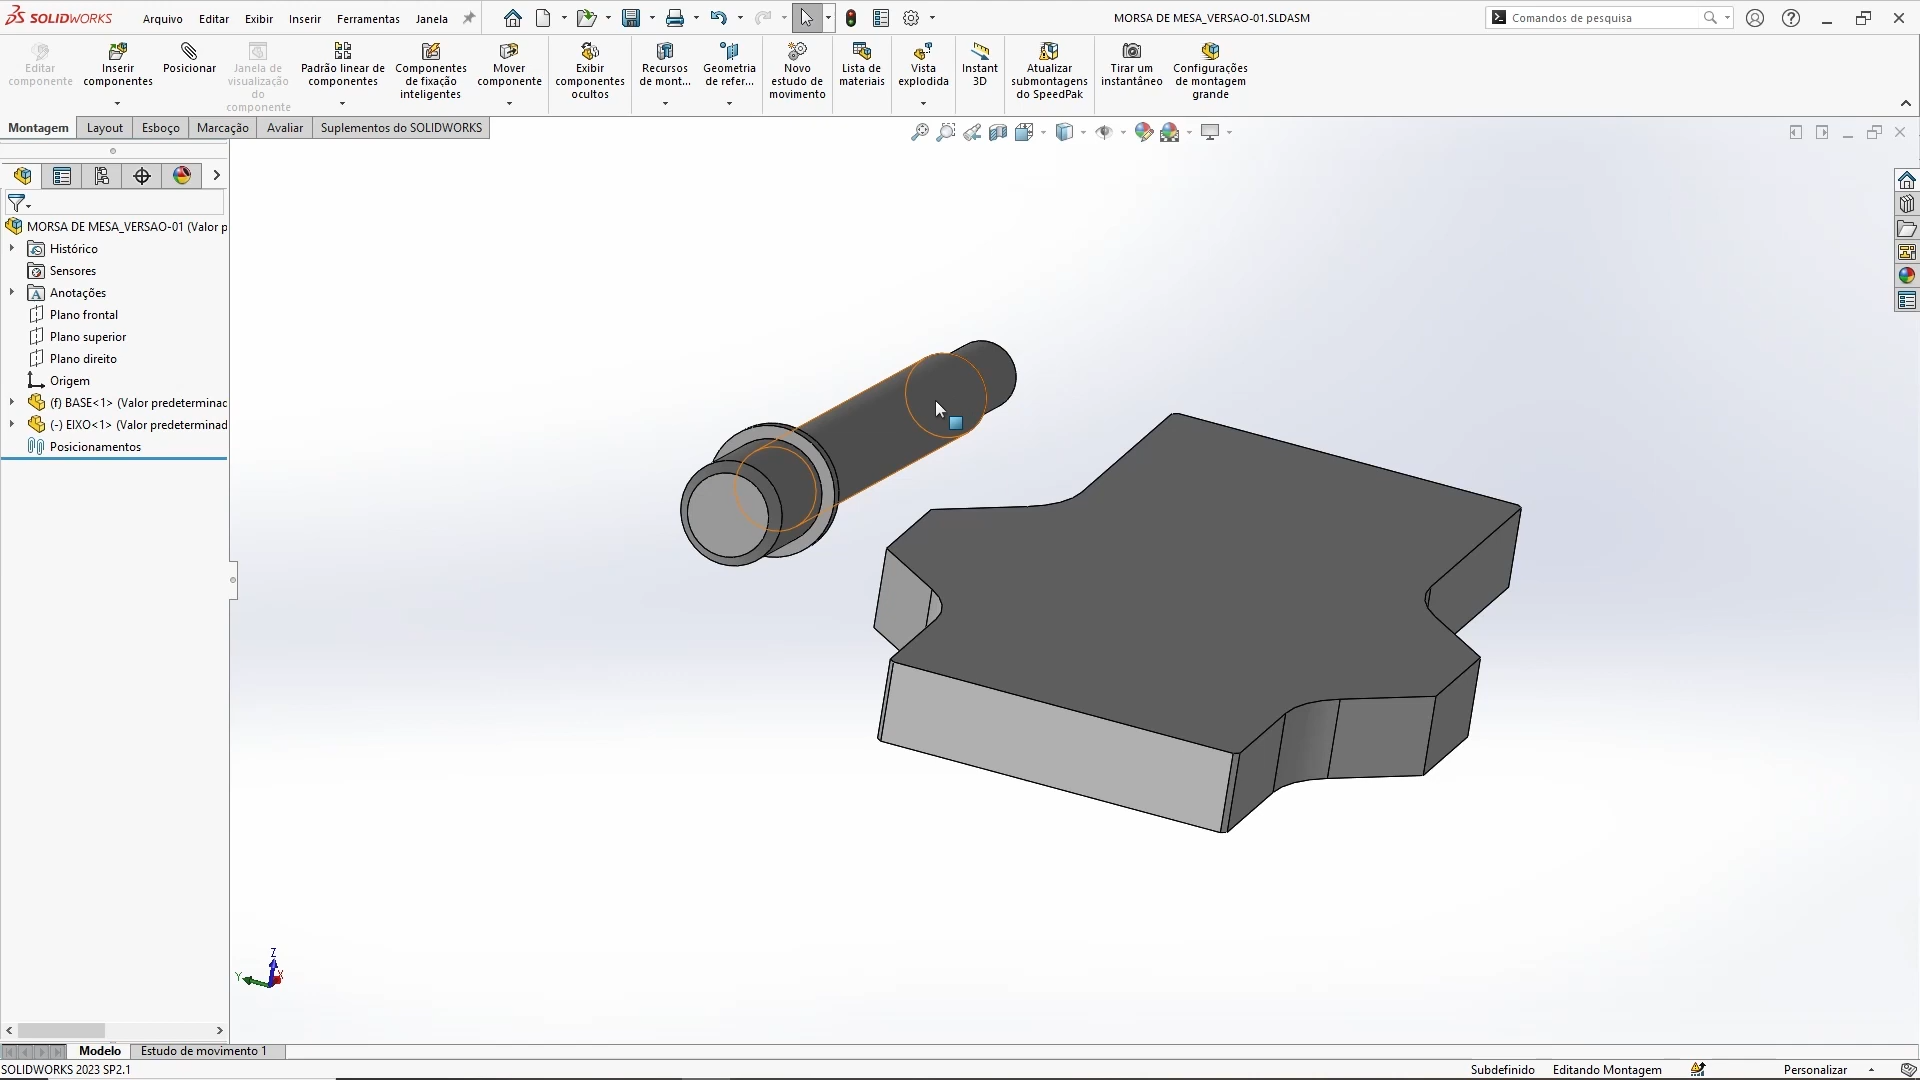 SOLIDWORKS
Arquivo Editar Exibir Inserir Ferramentas Janela
MORSA DE MESA_VERSAO-01.SLDASM
Comandos de pesquisa
Editar componente
Inserir componentes
Posicionar
Janela de visualização do componente
Padrão linear de componentes
Componentes de fixação inteligentes
Mover componente
Exibir componentes ocultos
Recursos de mont...
Geometria de refer...
Novo estudo de movimento
Lista de materiais
Vista explodida
Instant 3D
Atualizar submontagens do SpeedPak
Tirar um instantâneo
Configurações de montagem grande
Montagem Layout Esboço Marcação Avaliar Suplementos do SOLIDWORKS
MORSA DE MESA_VERSAO-01 (Valor p
Histórico
Sensores
Anotações
Plano frontal
Plano superior
Plano direito
Origem
(f) BASE<1> (Valor predeterminac
(-) EIXO<1> (Valor predeterminad
Posicionamentos
Z
Y
X
Modelo Estudo de movimento 1
SOLIDWORKS 2023 SP2.1
Subdefinido Editando Montagem Personalizar